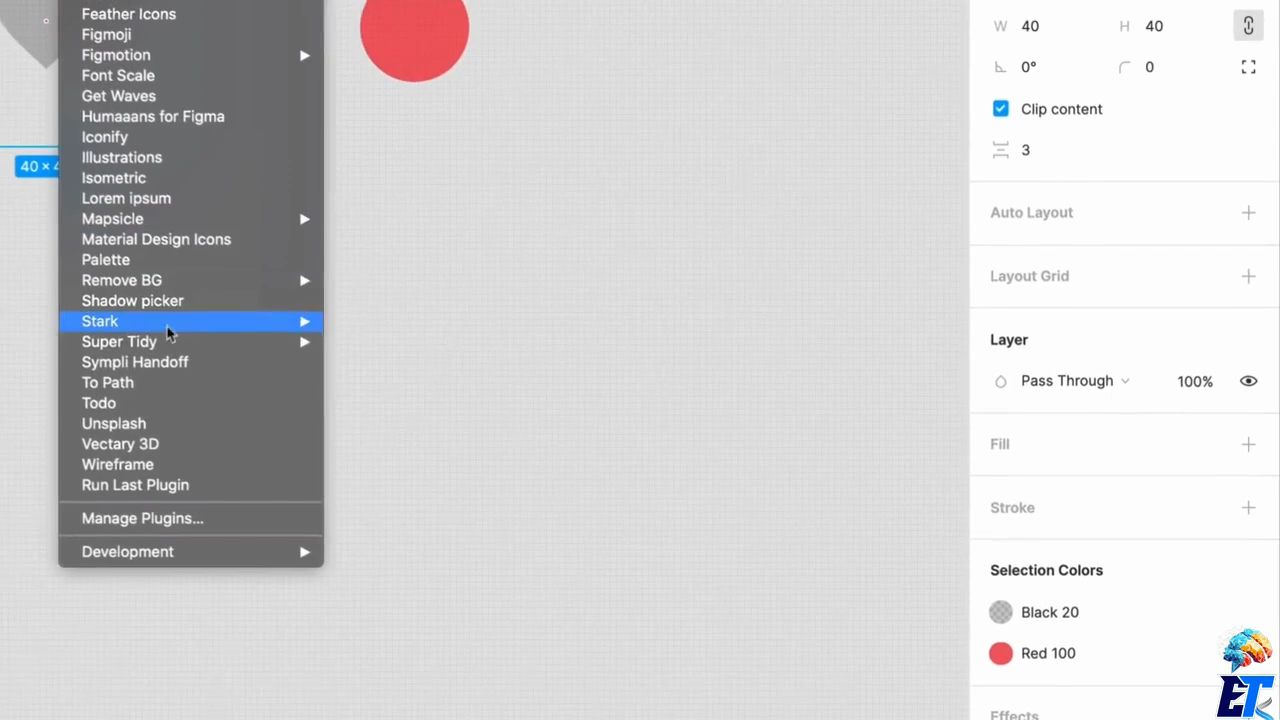 Feather Icons
Figmoji
Figmotion
Font Scale
Get Waves
Humaaans for Figma
Iconify
Illustrations
Isometric
Lorem ipsum
Mapsicle
Material Design Icons
Palette
Remove BG
Shadow picker
Stark
Super Tidy
Sympli Handoff
To Path
Todo
Unsplash
Vectary 3D
Wireframe
Run Last Plugin
Manage Plugins...
Development
40 ×
W 40 H 40
0° 0
Clip content
3
Auto Layout
Layout Grid
Layer
Pass Through 100%
Fill
Stroke
Selection Colors
Black 20
Red 100
Effects
ET